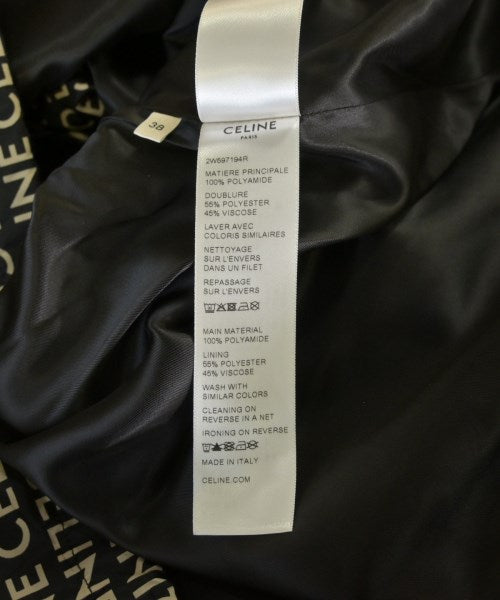 38
CELINE
PARIS
2W697194R
MATIERE PRINCIPALE
100% POLYAMIDE
DOUBLURE
55% POLYESTER
45% VISCOSE
LAVER AVEC
COLORIS SIMILAIRES
NETTOYAGE
SUR L'ENVERS
DANS UN FILET
REPASSAGE
SUR L'ENVERS
MAIN MATERIAL
100% POLYAMIDE
LINING
55% POLYESTER
45% VISCOSE
WASH WITH
SIMILAR COLORS
CLEANING ON
REVERSE IN A NET
IRONING ON REVERSE
MADE IN ITALY
CELINE.COM